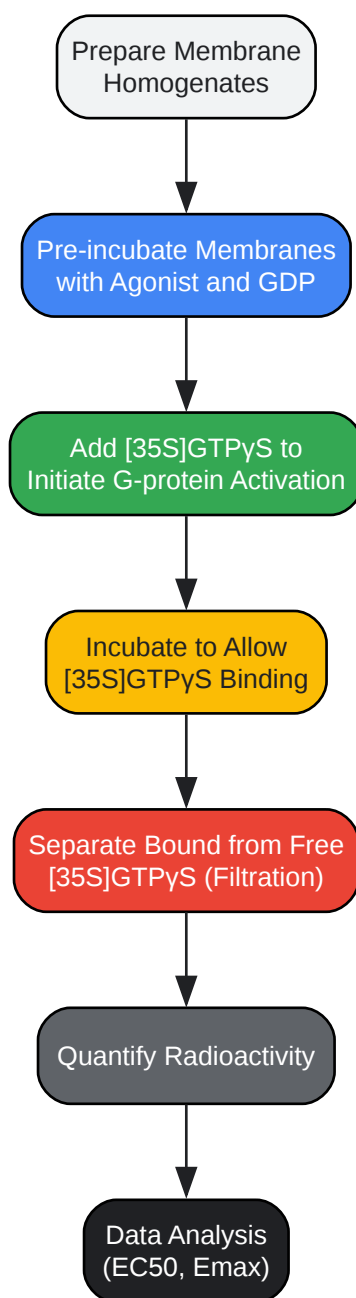 Prepare Membrane
Homogenates
Pre-incubate Membranes
with Agonist and GDP
Add [35S]GTPγS to
Initiate G-protein Activation
Incubate to Allow
[35S]GTPγS Binding
Separate Bound from Free
[35S]GTPγS (Filtration)
Quantify Radioactivity
Data Analysis
(EC50, Emax)